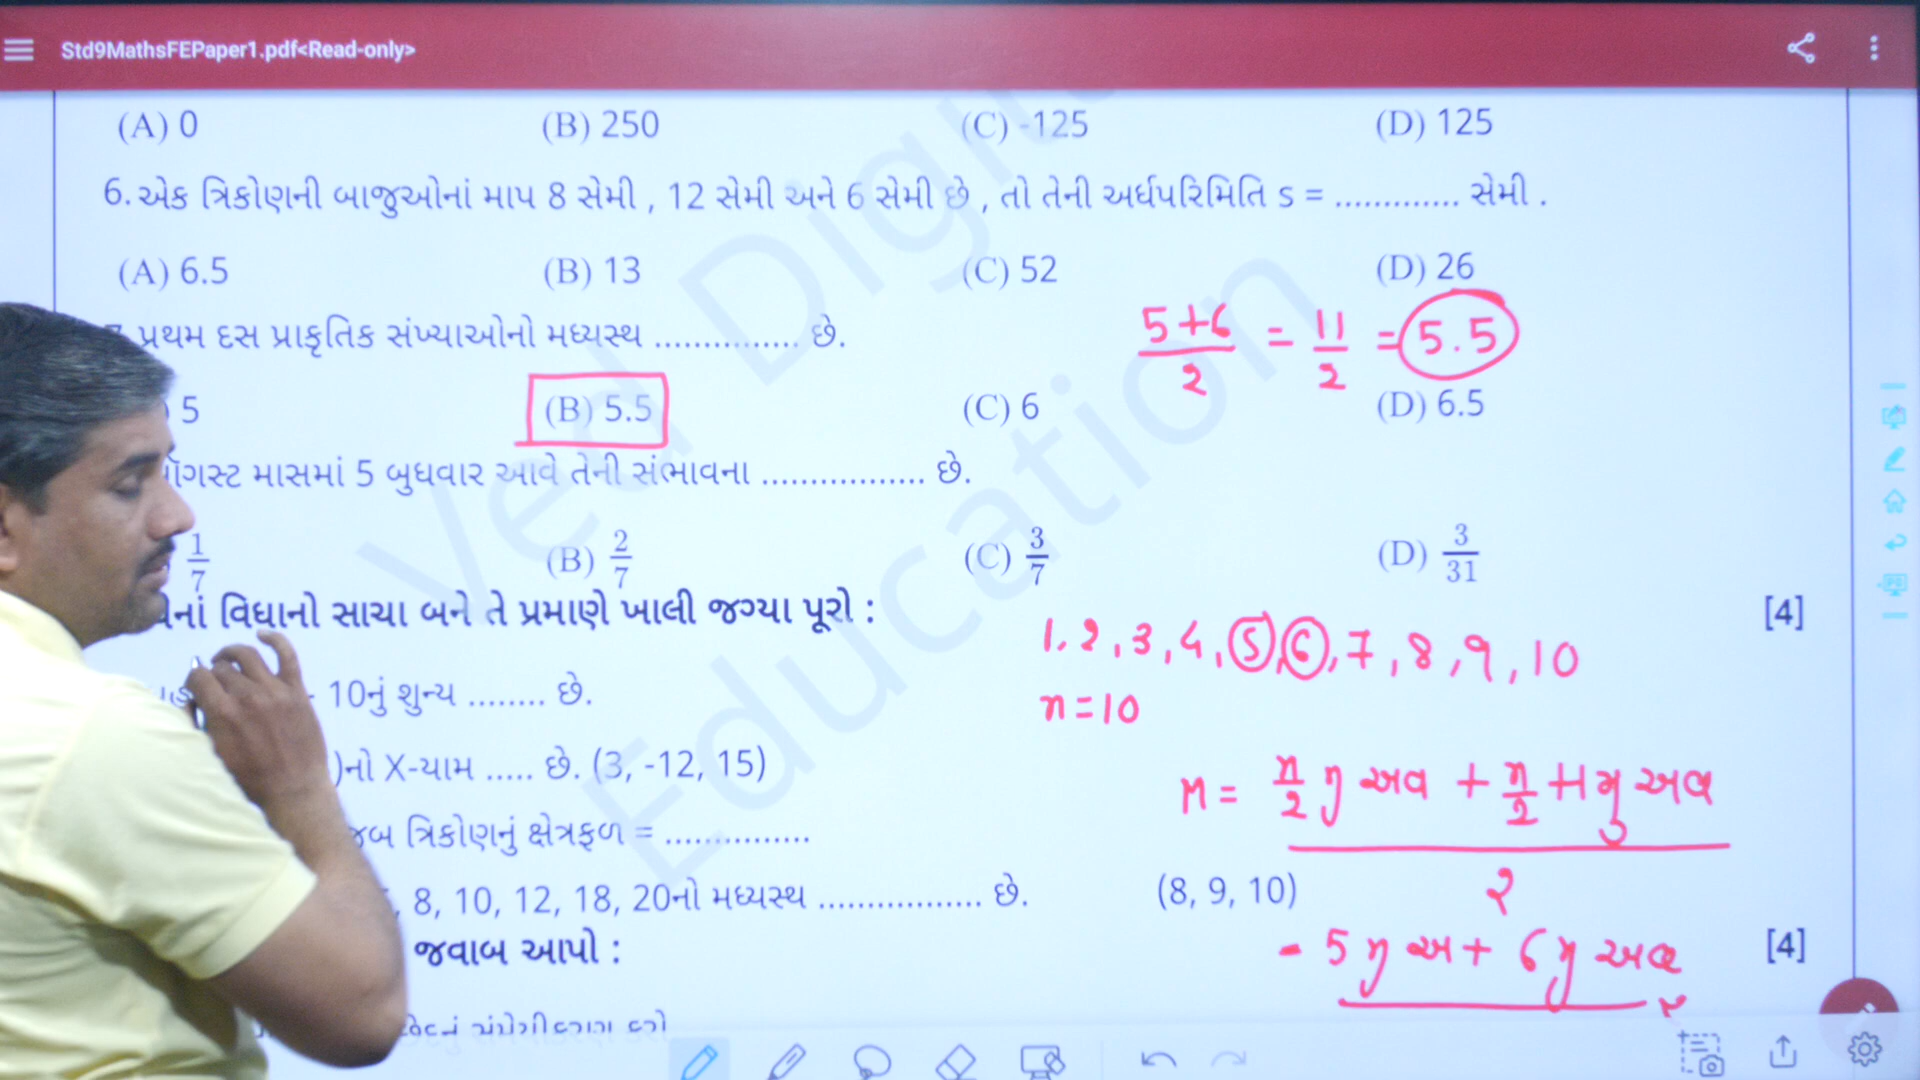 Std9MathsFEPaper1.pdf<Read-only>
(A) 0 (B) 250 (C) -125 (D) 125
6. એક ત્રિકોણની બાજુઓનાં માપ 8 સેમી , 12 સેમી અને 6 સેમી છે , તો તેની અર્ધપરિમિતિ s = ............. સેમી .
(A) 6.5 (B) 13 (C) 52 (D) 26
પ્રથમ દસ પ્રાકૃતિક સંખ્યાઓનો મધ્યસ્થ ............... છે.
5+6/2 = 11/2 = 5.5
5 (B) 5.5 (C) 6 (D) 6.5
માસમાં 5 બુધવાર આવે તેની સંભાવના ................. છે.
1/7 (B) 2/7 (C) 3/7 (D) 3/31
વિધાનો સાચા બને તે પ્રમાણે ખાલી જગ્યા પૂરો : [4]
1, 2, 3, 4, 5, 6, 7, 8, 9, 10
- 10નું શુન્ય ........ છે.
n = 10
)નો X-યામ ..... છે. (3, -12, 15)
M = n/2 મુ અવ + n/2 + 1 મુ અવ
ત્રિકોણનું ક્ષેત્રફળ = ...............
2
, 8, 10, 12, 18, 20નો મધ્યસ્થ ................. છે. (8, 9, 10)
- 5 મુ અ + 6 મુ અવ
2
જવાબ આપો : [4]
Ved Digital
Education